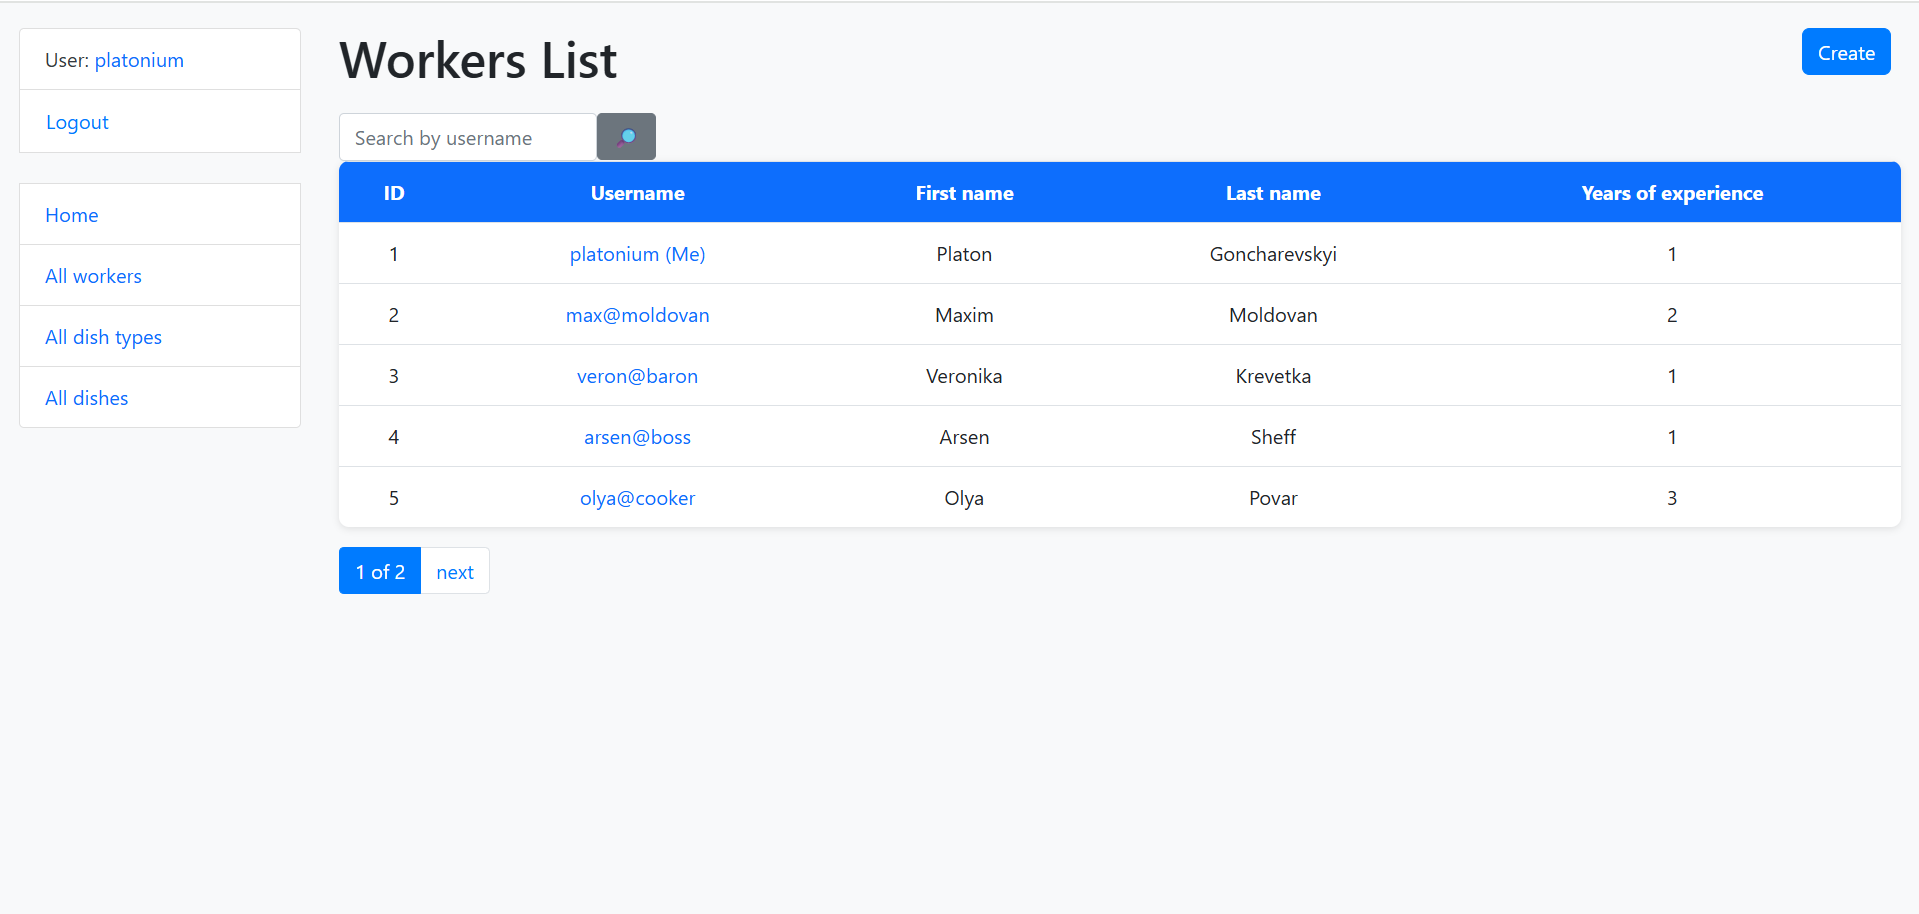 User: platonium
Logout
Home
All workers
All dish types
All dishes
Workers List
Create
Search by username
ID Username First name Last name Years of experience
1 platonium (Me) Platon Goncharevskyi 1
2 max@moldovan Maxim Moldovan 2
3 veron@baron Veronika Krevetka 1
4 arsen@boss Arsen Sheff 1
5 olya@cooker Olya Povar 3
1 of 2 next